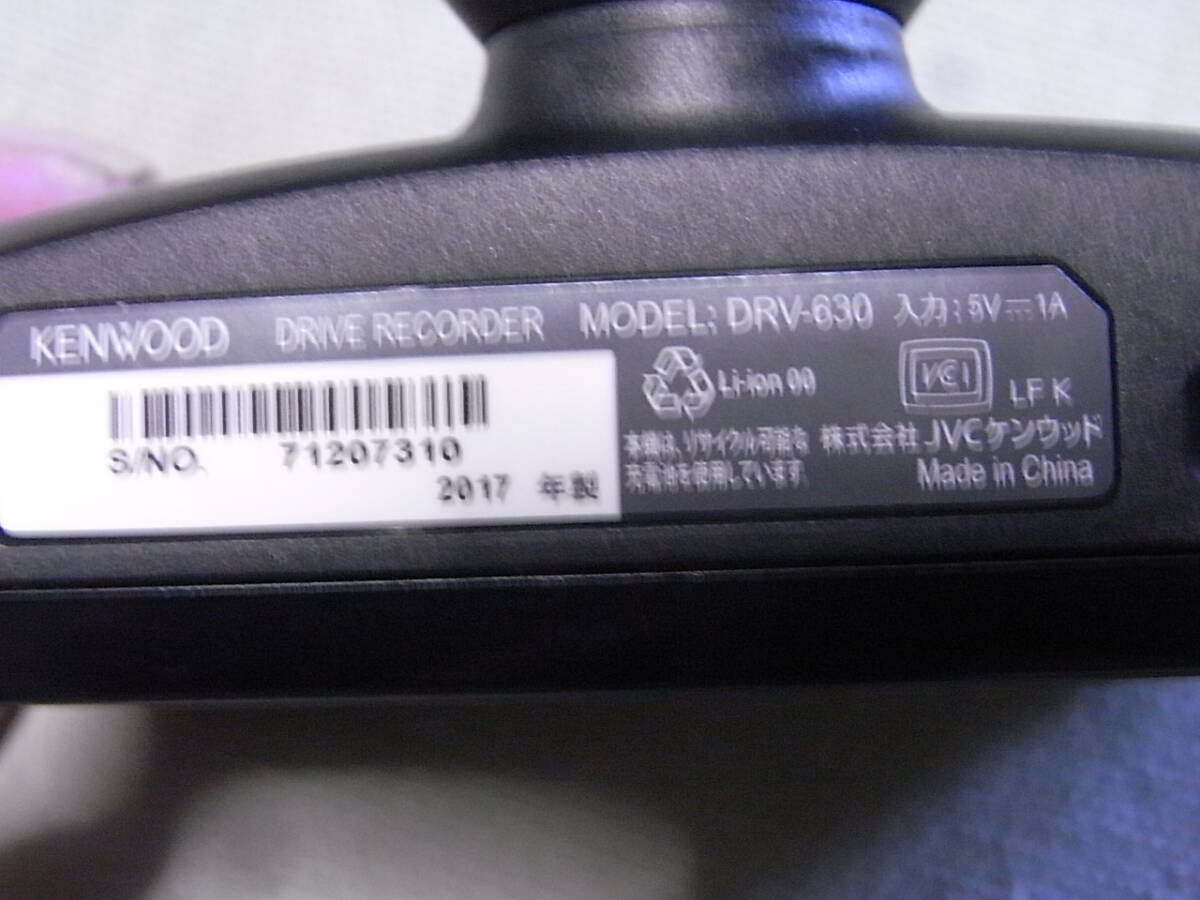 KENWOOD DRIVE RECORDER MODEL: DRV-630 入力:5V⎓1A
S/NO. 71207310
2017 年製
Li-ion 00
VCI
LF K
本機は、リサイクル可能な
充電池を使用しています。
株式会社 JVCケンウッド
Made in China